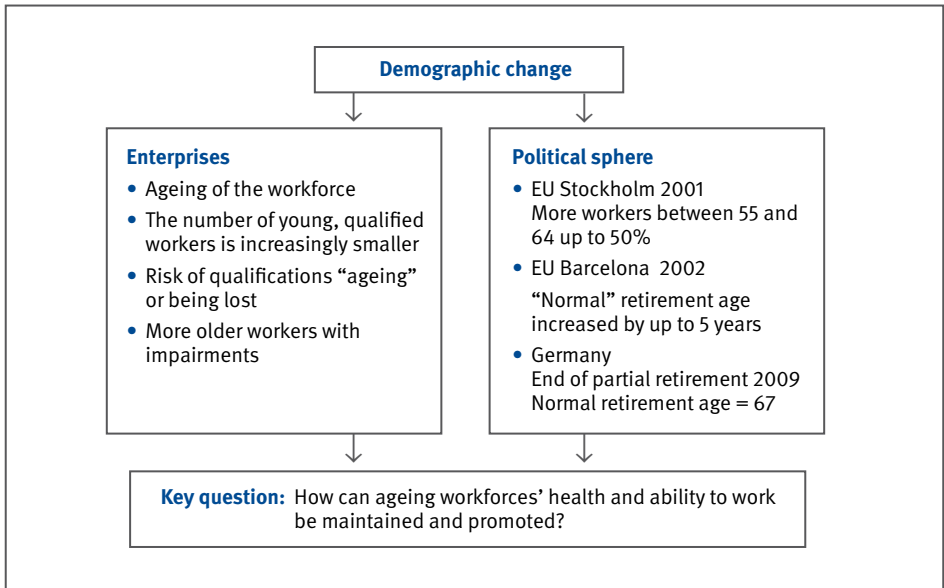 Demographic change
Enterprises
• Ageing of the workforce
• The number of young, qualified
workers is increasingly smaller
• Risk of qualifications “ageing”
or being lost
• More older workers with
impairments
Political sphere
• EU Stockholm 2001
More workers between 55 and
64 up to 50%
• EU Barcelona 2002
“Normal” retirement age
increased by up to 5 years
• Germany
End of partial retirement 2009
Normal retirement age = 67
Key question: How can ageing workforces’ health and ability to work
be maintained and promoted?